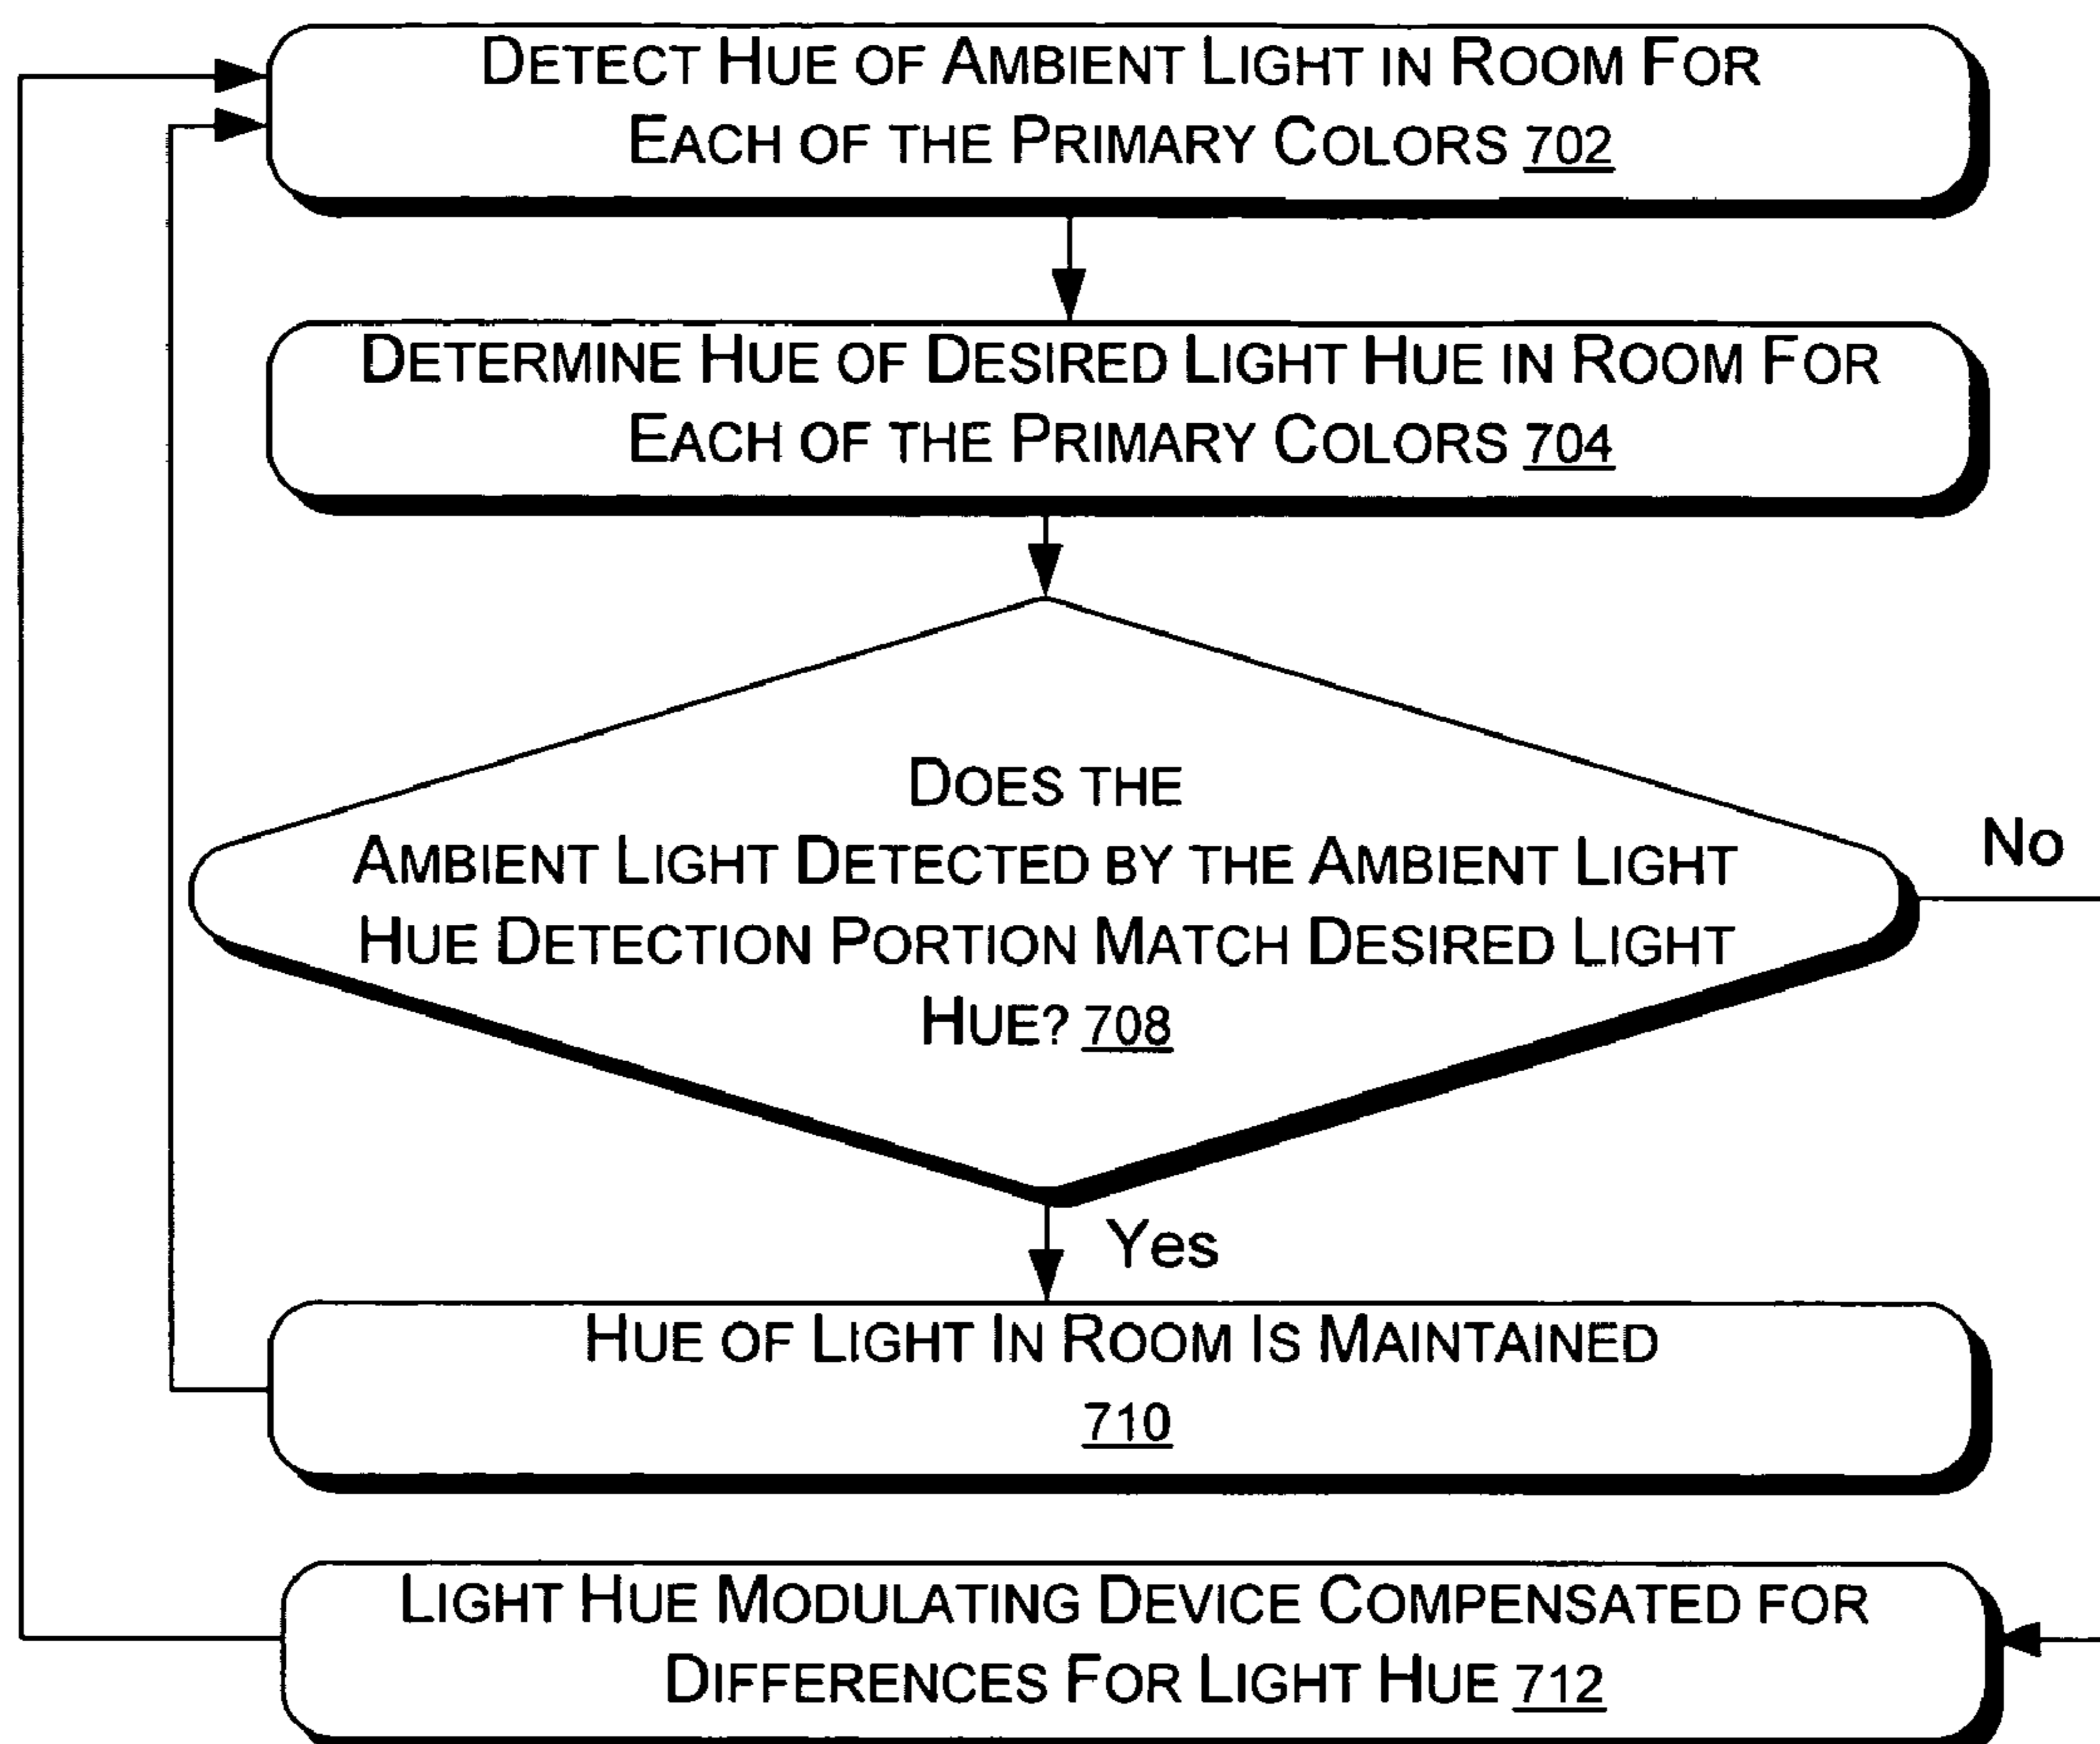 DETECT HUE OF AMBIENT LIGHT IN ROOM FOR
EACH OF THE PRIMARY COLORS 702
DETERMINE HUE OF DESIRED LIGHT HUE IN ROOM FOR
EACH OF THE PRIMARY COLORS 704
DOES THE
AMBIENT LIGHT DETECTED BY THE AMBIENT LIGHT
HUE DETECTION PORTION MATCH DESIRED LIGHT
HUE? 708
No
Yes
HUE OF LIGHT IN ROOM IS MAINTAINED
710
LIGHT HUE MODULATING DEVICE COMPENSATED FOR
DIFFERENCES FOR LIGHT HUE 712